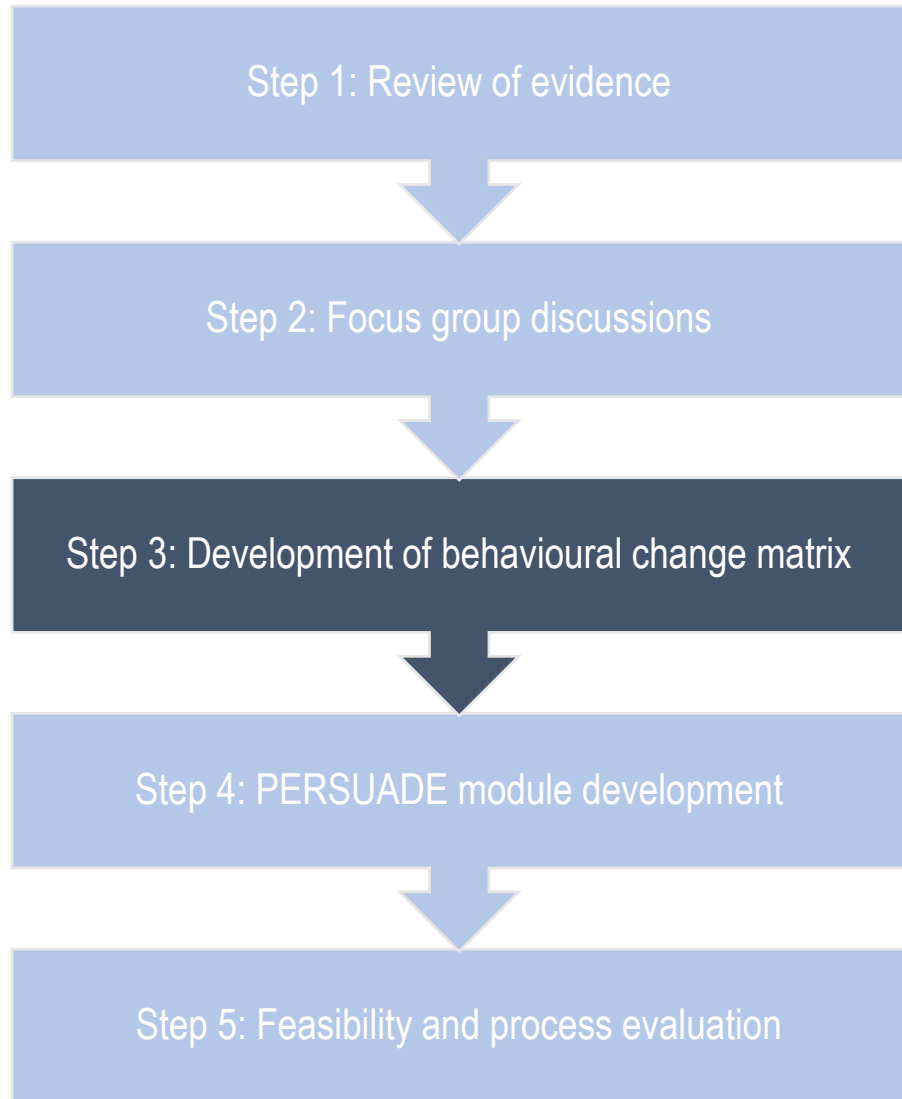 Step 1: Review of evidence
Step 2: Focus group discussions
Step 3: Development of behavioural change matrix
Step 4: PERSUADE module development
Step 5: Feasibility and process evaluation